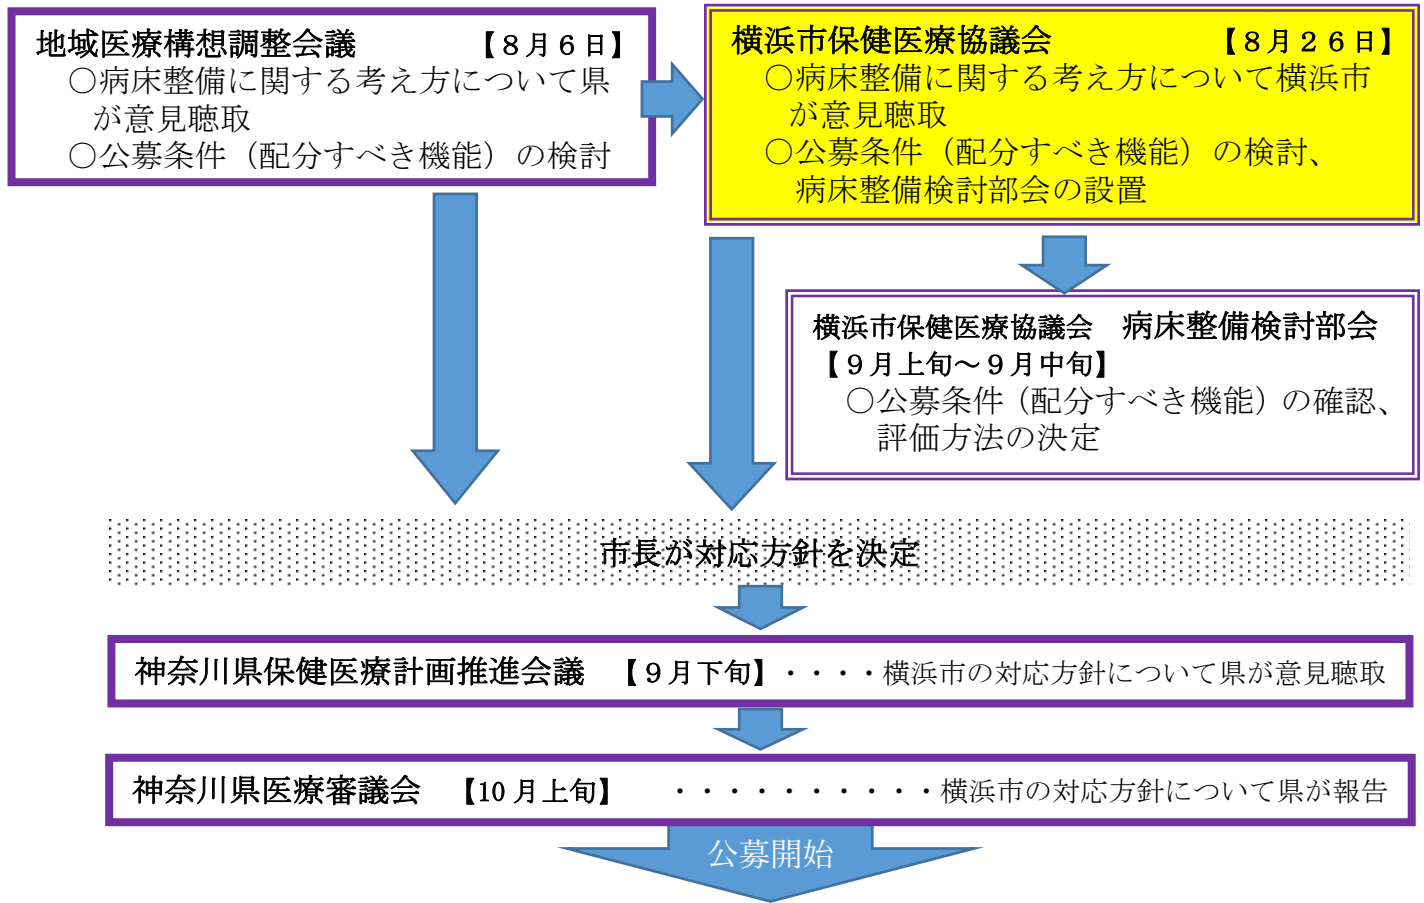 地域医療構想調整会議　　　　【８月６日】
○病床整備に関する考え方について県
が意見聴取
○公募条件（配分すべき機能）の検討
横浜市保健医療協議会　　　　　【８月２６日】
○病床整備に関する考え方について横浜市
が意見聴取
○公募条件（配分すべき機能）の検討、
病床整備検討部会の設置
横浜市保健医療協議会　病床整備検討部会
【９月上旬～９月中旬】
○公募条件（配分すべき機能）の確認、
評価方法の決定
市長が対応方針を決定
神奈川県保健医療計画推進会議　【９月下旬】・・・・横浜市の対応方針について県が意見聴取
神奈川県医療審議会　【10 月上旬】　　・・・・・・・・・・横浜市の対応方針について県が報告
公募開始